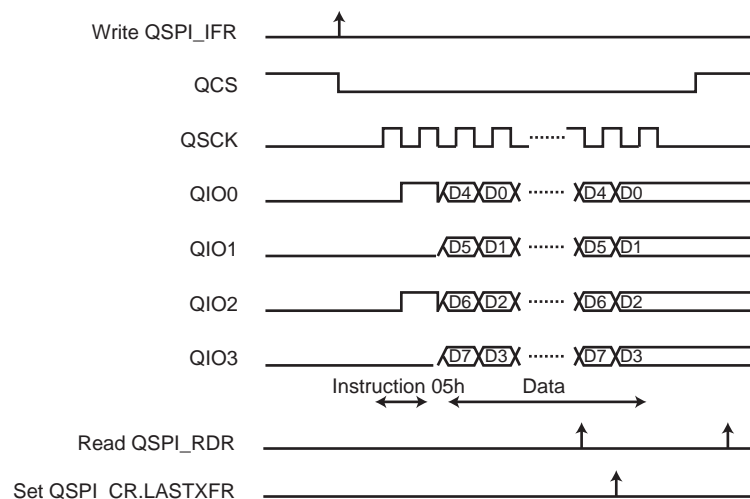 Write QSPI_IFR
QCS
QSCK
QIO0 D4 D0 D4 D0
QIO1 D5 D1 D5 D1
QIO2 D6 D2 D6 D2
QIO3 D7 D3 D7 D3
Instruction 05h Data
Read QSPI_RDR
Set QSPI_CR.LASTXFR